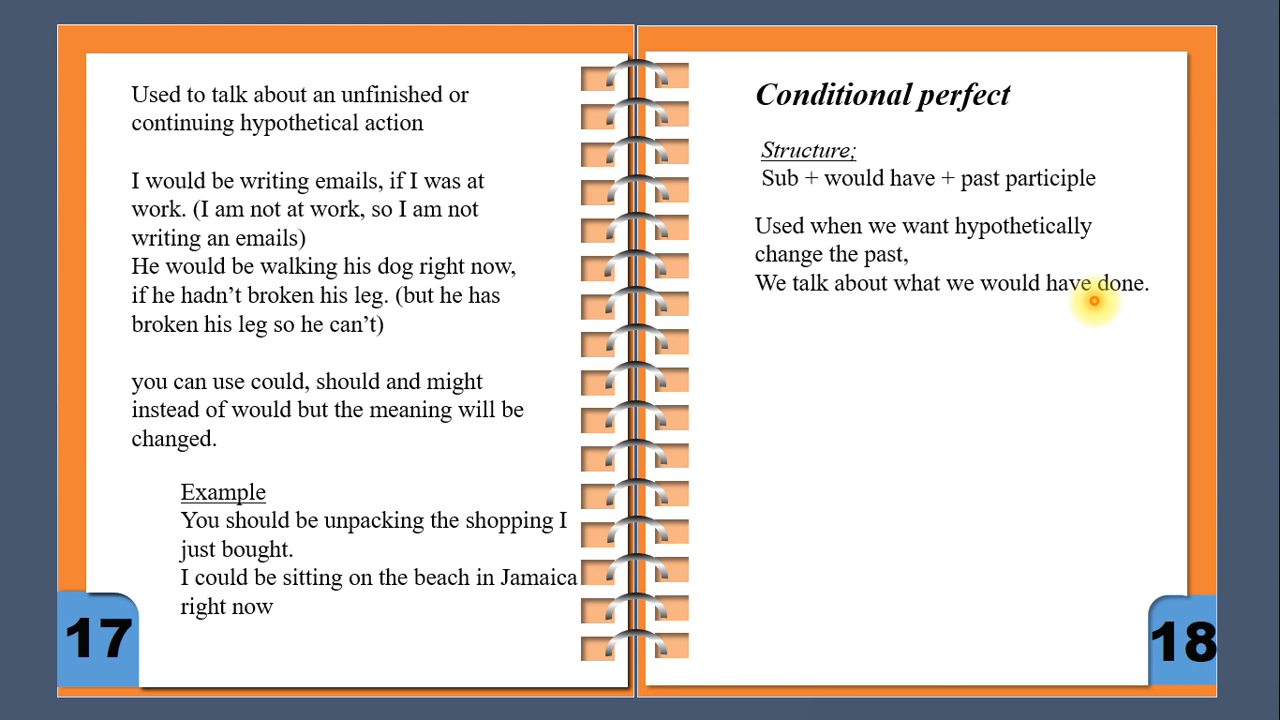 Used to talk about an unfinished or
continuing hypothetical action
I would be writing emails, if I was at
work. (I am not at work, so I am not
writing an emails)
He would be walking his dog right now,
if he hadn’t broken his leg. (but he has
broken his leg so he can’t)
you can use could, should and might
instead of would but the meaning will be
changed.
Example
You should be unpacking the shopping I
just bought.
I could be sitting on the beach in Jamaica
right now
17
Conditional perfect
Structure;
Sub + would have + past participle
Used when we want hypothetically
change the past,
We talk about what we would have done.
18